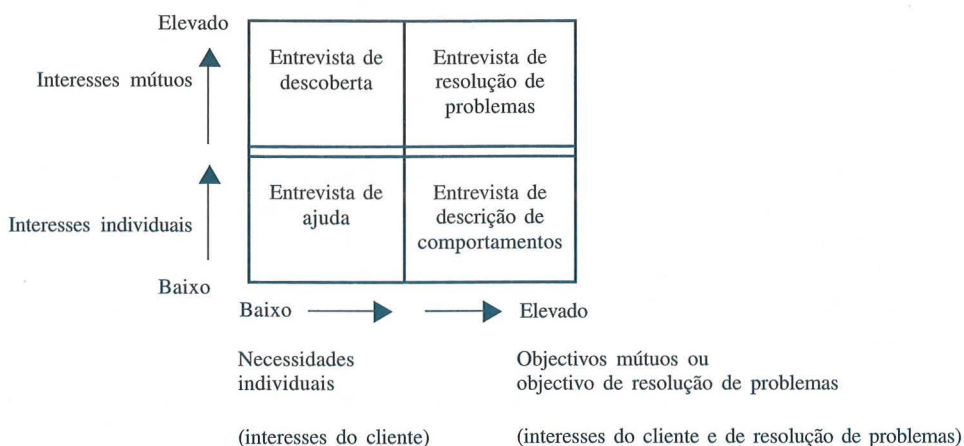 Elevado
Interesses mútuos
Entrevista de
descoberta
Entrevista de
resolução de
problemas
Interesses individuais
Entrevista de
ajuda
Entrevista de
descrição de
comportamentos
Baixo
Baixo
Elevado
Necessidades
individuais
Objectivos mútuos ou
objectivo de resolução de problemas
(interesses do cliente)
(interesses do cliente e de resolução de problemas)